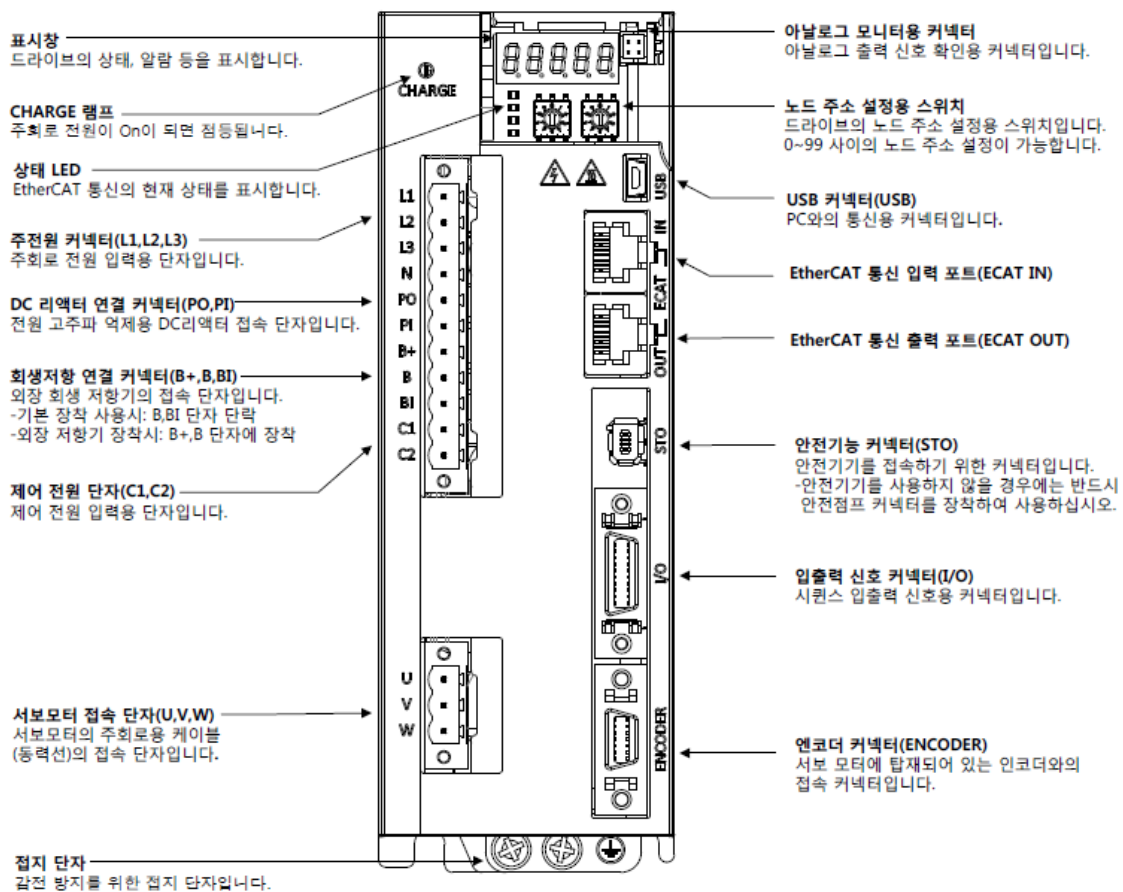 표시창
드라이브의 상태, 알람 등을 표시합니다.
CHARGE 램프
주회로 전원이 On이 되면 점등됩니다.
상태 LED
EtherCAT 통신의 현재 상태를 표시합니다.
주전원 커넥터(L1,L2,L3)
주회로 전원 입력용 단자입니다.
DC 리액터 연결 커넥터(PO,PI)
전원 고주파 억제용 DC리액터 접속 단자입니다.
회생저항 연결 커넥터(B+,B,BI)
외장 회생 저항기의 접속 단자입니다.
-기본 장착 사용시: B,BI 단자 단락
-외장 저항기 장착시: B+,B 단자에 장착
제어 전원 단자(C1,C2)
제어 전원 입력용 단자입니다.
서보모터 접속 단자(U,V,W)
서보모터의 주회로용 케이블
(동력선)의 접속 단자입니다.
접지 단자
감전 방지를 위한 접지 단자입니다.
CHARGE
88888
L1
L2
L3
N
PO
PI
B+
B
BI
C1
C2
U
V
W
USB
IN
ECAT
OUT
STO
I/O
ENCODER
아날로그 모니터용 커넥터
아날로그 출력 신호 확인용 커넥터입니다.
노드 주소 설정용 스위치
드라이브의 노드 주소 설정용 스위치입니다.
0~99 사이의 노드 주소 설정이 가능합니다.
USB 커넥터(USB)
PC와의 통신용 커넥터입니다.
EtherCAT 통신 입력 포트(ECAT IN)
EtherCAT 통신 출력 포트(ECAT OUT)
안전기능 커넥터(STO)
안전기기를 접속하기 위한 커넥터입니다.
-안전기기를 사용하지 않을 경우에는 반드시
안전점프 커넥터를 장착하여 사용하십시오.
입출력 신호 커넥터(I/O)
시퀀스 입출력 신호용 커넥터입니다.
엔코더 커넥터(ENCODER)
서보 모터에 탑재되어 있는 인코더와의
접속 커넥터입니다.